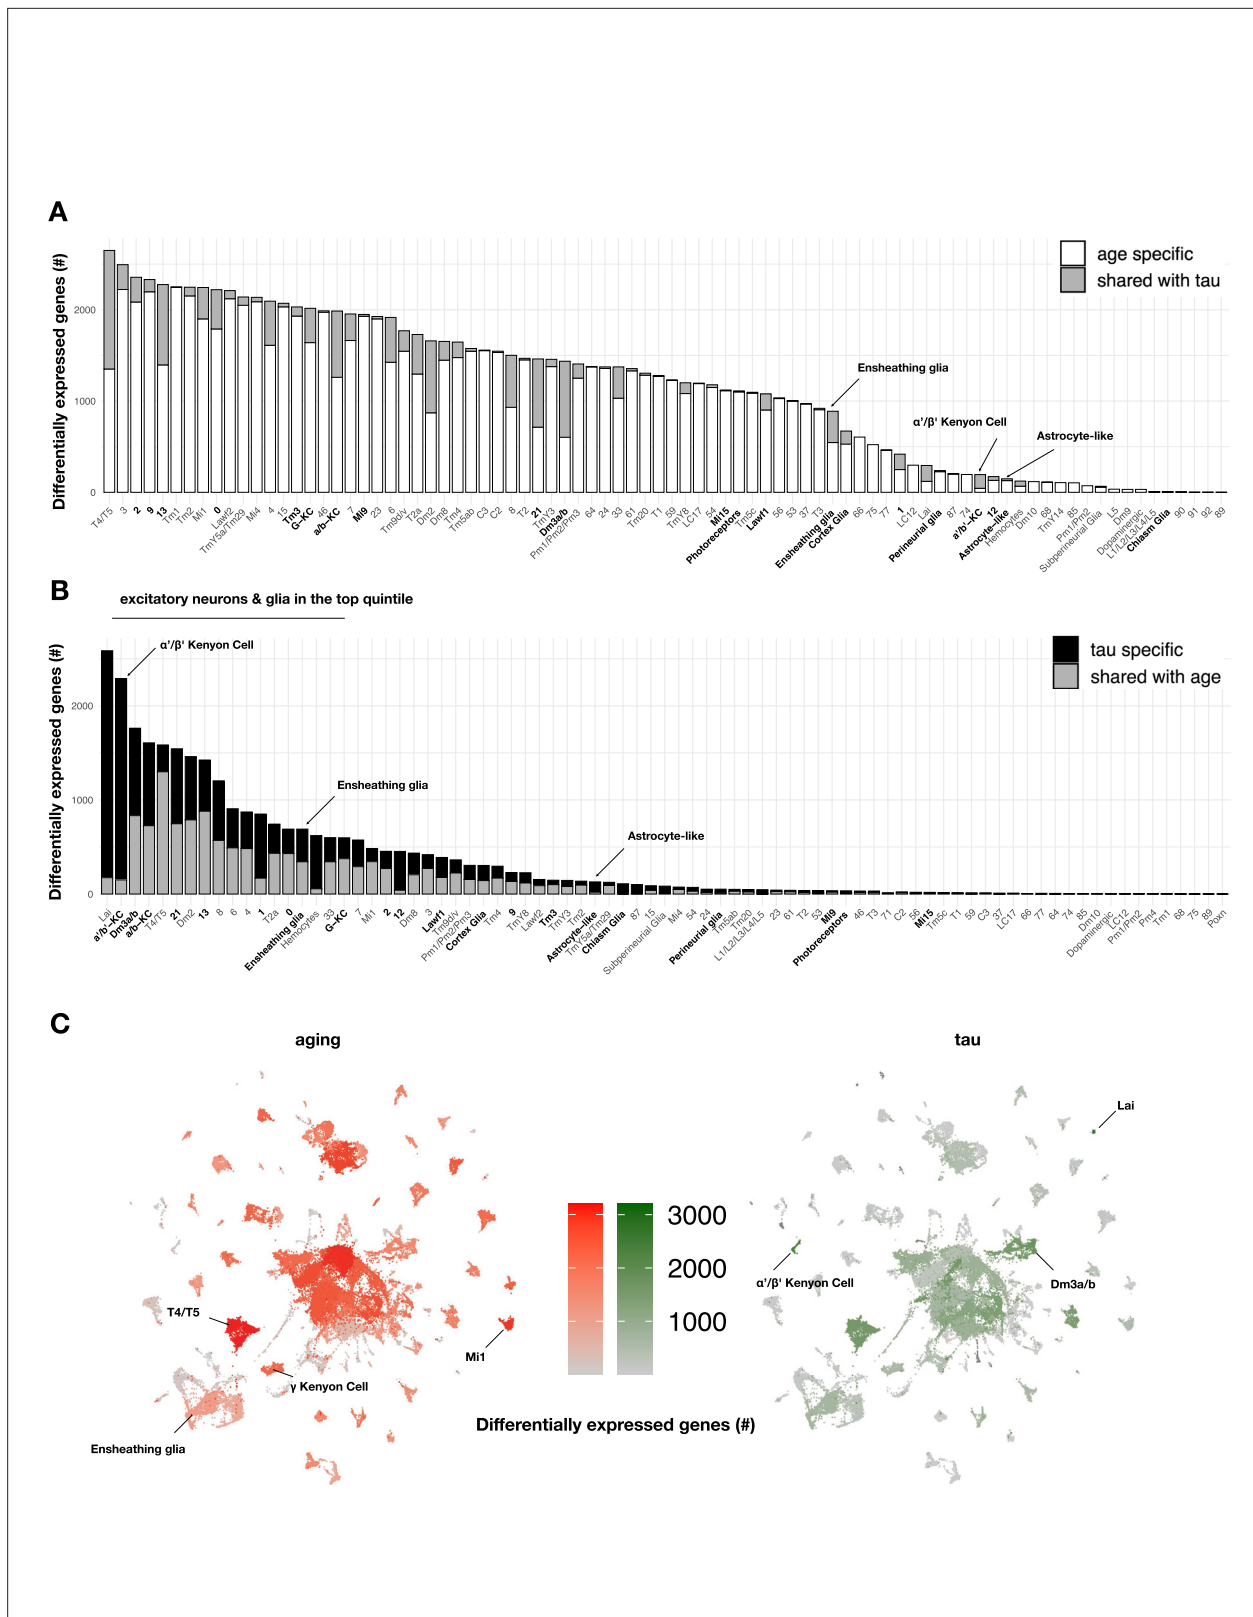 A
Differentially expressed genes (#)
2000
1000
0
age specific
shared with tau
Ensheathing glia
α'/β' Kenyon Cell
Astrocyte-like
T4/T5
3
2
9
13
Tm1
Tm2
Mi1
0
Lawf2
TmY5a/Tm29
Mi4
4
15
Tm3
G-KC
46
a/b-KC
7
Mi9
23
6
Tm9d/v
T2a
Dm2
Dm8
Tm4
Tm5ab
C3
C2
8
T2
21
TmY3
Dm3a/b
Pm1/Pm2/Pm3
64
24
33
61
Tm20
T1
59
TmY8
LC17
54
Mi15
Photoreceptors
Tm5c
Lawf1
56
53
37
T3
Ensheathing glia
Cortex Glia
66
75
77
1
LC12
Lai
Perineurial glia
87
74
a'/b'-KC
12
Astrocyte-like
Hemocytes
Dm10
68
TmY14
85
Pm1/Pm2
Subperineurial Glia
L5
Dm9
Dopaminergic
L1/L2/L3/L4/L5
Chiasm Glia
90
91
92
89
B
excitatory neurons & glia in the top quintile
Differentially expressed genes (#)
2000
1000
0
α'/β' Kenyon Cell
tau specific
shared with age
Ensheathing glia
Astrocyte-like
Lai
a'/b'-KC
Dm3a/b
a/b-KC
T4/T5
21
Dm2
13
8
6
4
1
T2a
0
Ensheathing glia
Hemocytes
33
G-KC
7
Mi1
2
12
Dm8
3
Lawf1
Tm9d/v
Pm1/Pm2/Pm3
Cortex Glia
Tm4
9
TmY8
Lawf2
Tm3
TmY3
Tm2
Astrocyte-like
TmY5a/Tm29
Chiasm Glia
87
15
Subperineurial Glia
Mi4
54
24
Perineurial glia
Tm5ab
Tm20
L1/L2/L3/L4/L5
23
61
T2
53
Mi9
Photoreceptors
46
T3
71
C2
56
Mi15
Tm5c
T1
59
C3
37
LC17
66
77
64
74
85
Dm10
Dopaminergic
LC12
Pm1/Pm2
Pm4
Tm1
68
75
89
Poxn
C
aging
tau
T4/T5
γ Kenyon Cell
Mi1
Ensheathing glia
3000
2000
1000
Lai
α'/β' Kenyon Cell
Dm3a/b
Differentially expressed genes (#)